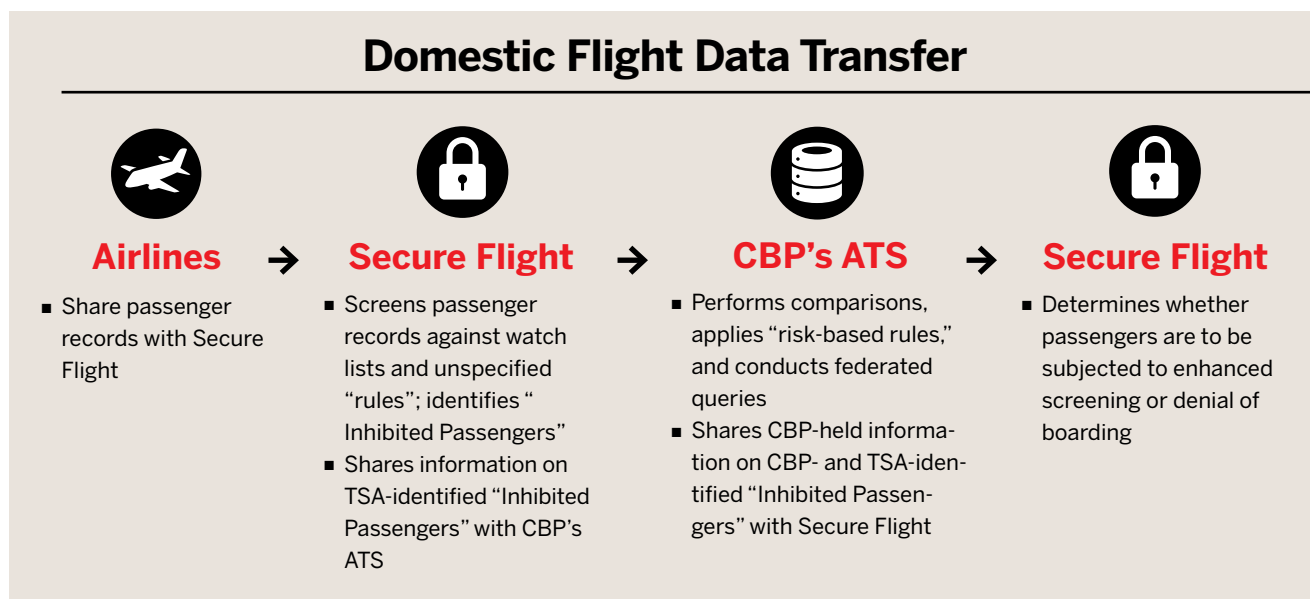 Domestic Flight Data Transfer
Airlines
■ Share passenger
records with Secure
Flight
Secure Flight
■ Screens passenger
records against watch
lists and unspecified
“rules”; identifies “
Inhibited Passengers”
■ Shares information on
TSA-identified “Inhibited
Passengers” with CBP’s
ATS
CBP’s ATS
■ Performs comparisons,
applies “risk-based rules,”
and conducts federated
queries
■ Shares CBP-held informa-
tion on CBP- and TSA-iden-
tified “Inhibited Passen-
gers” with Secure Flight
Secure Flight
■ Determines whether
passengers are to be
subjected to enhanced
screening or denial of
boarding